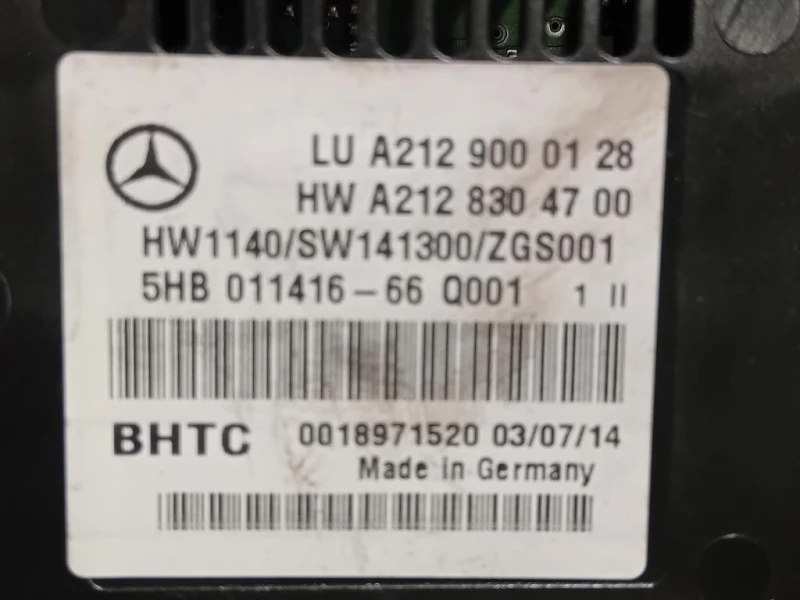 LU A212 900 01 28
HW A212 830 47 00
HW1140/SW141300/ZGS001
5HB 011416-66 Q001 1 II
BHTC 0018971520 03/07/14
Made in Germany